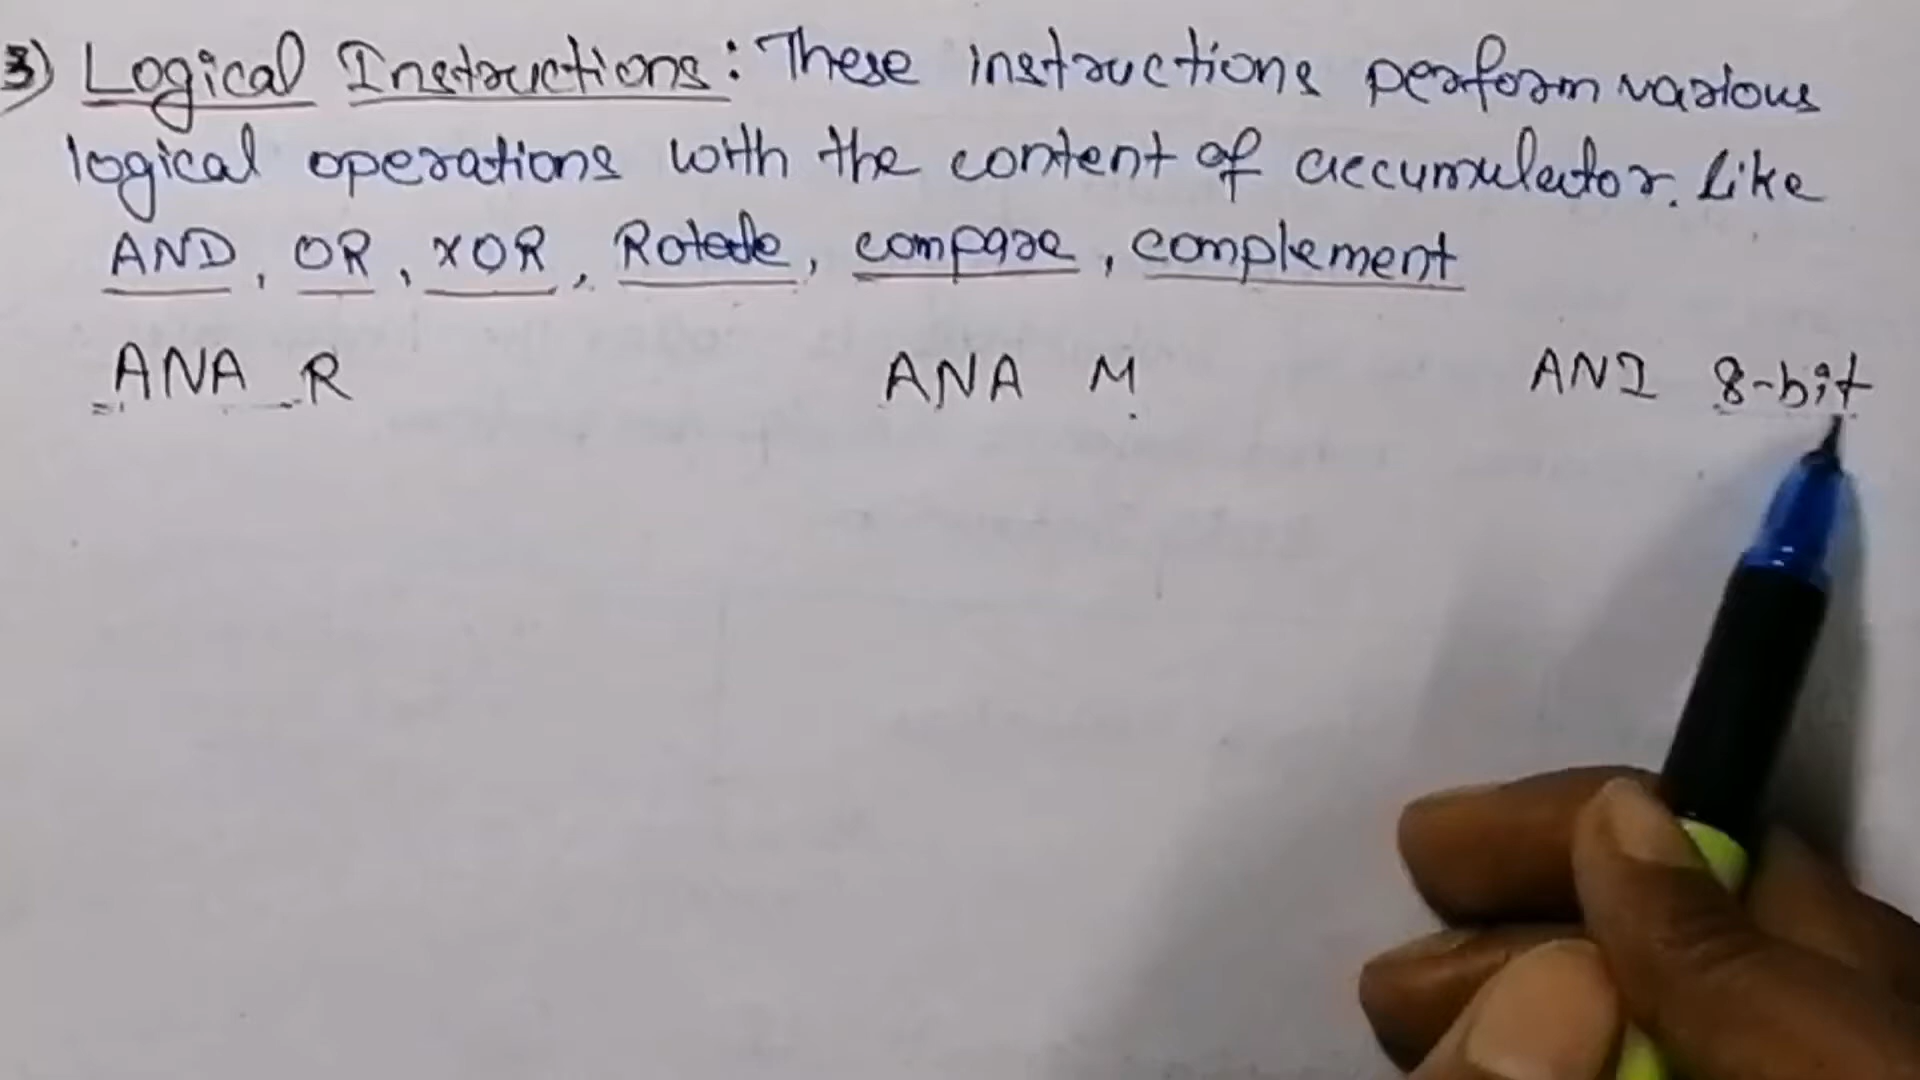 3) Logical Instructions: These instructions perform various
logical operations with the content of accumulator. Like
AND, OR, XOR, Rotate, compare, complement
ANA R ANA M ANI 8-bit